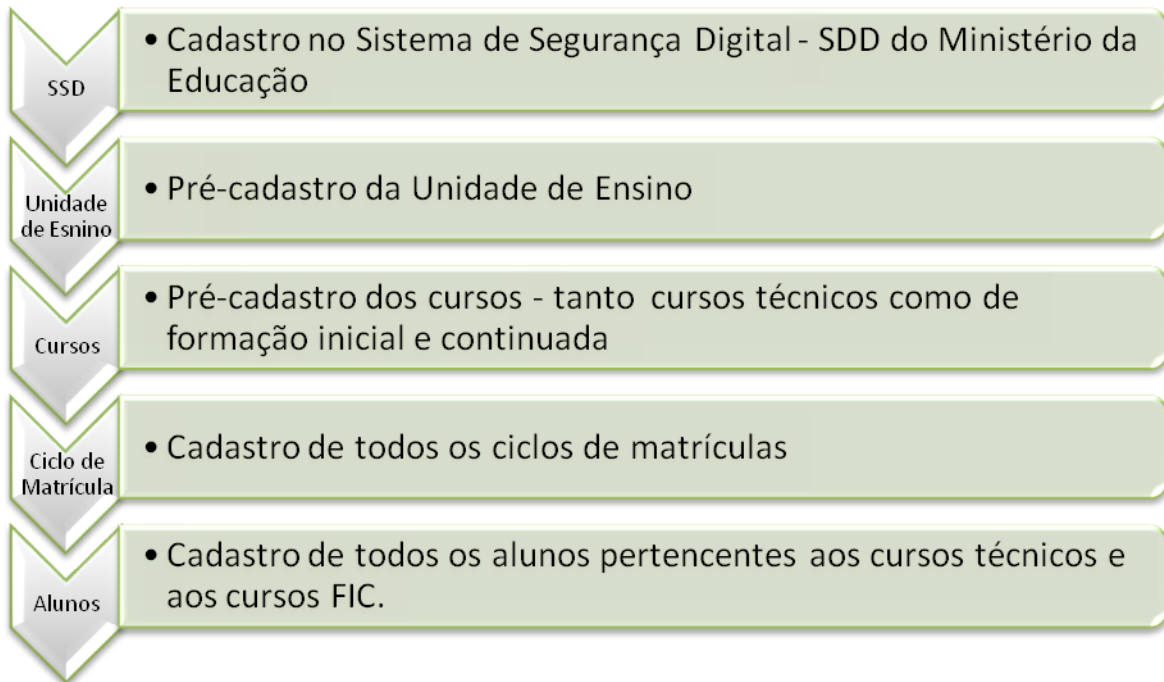 SSD
• Cadastro no Sistema de Segurança Digital - SDD do Ministério da
Educação
Unidade
de Esnino
• Pré-cadastro da Unidade de Ensino
Cursos
• Pré-cadastro dos cursos - tanto cursos técnicos como de
formação inicial e continuada
Ciclo de
Matrícula
• Cadastro de todos os ciclos de matrículas
Alunos
• Cadastro de todos os alunos pertencentes aos cursos técnicos e
aos cursos FIC.